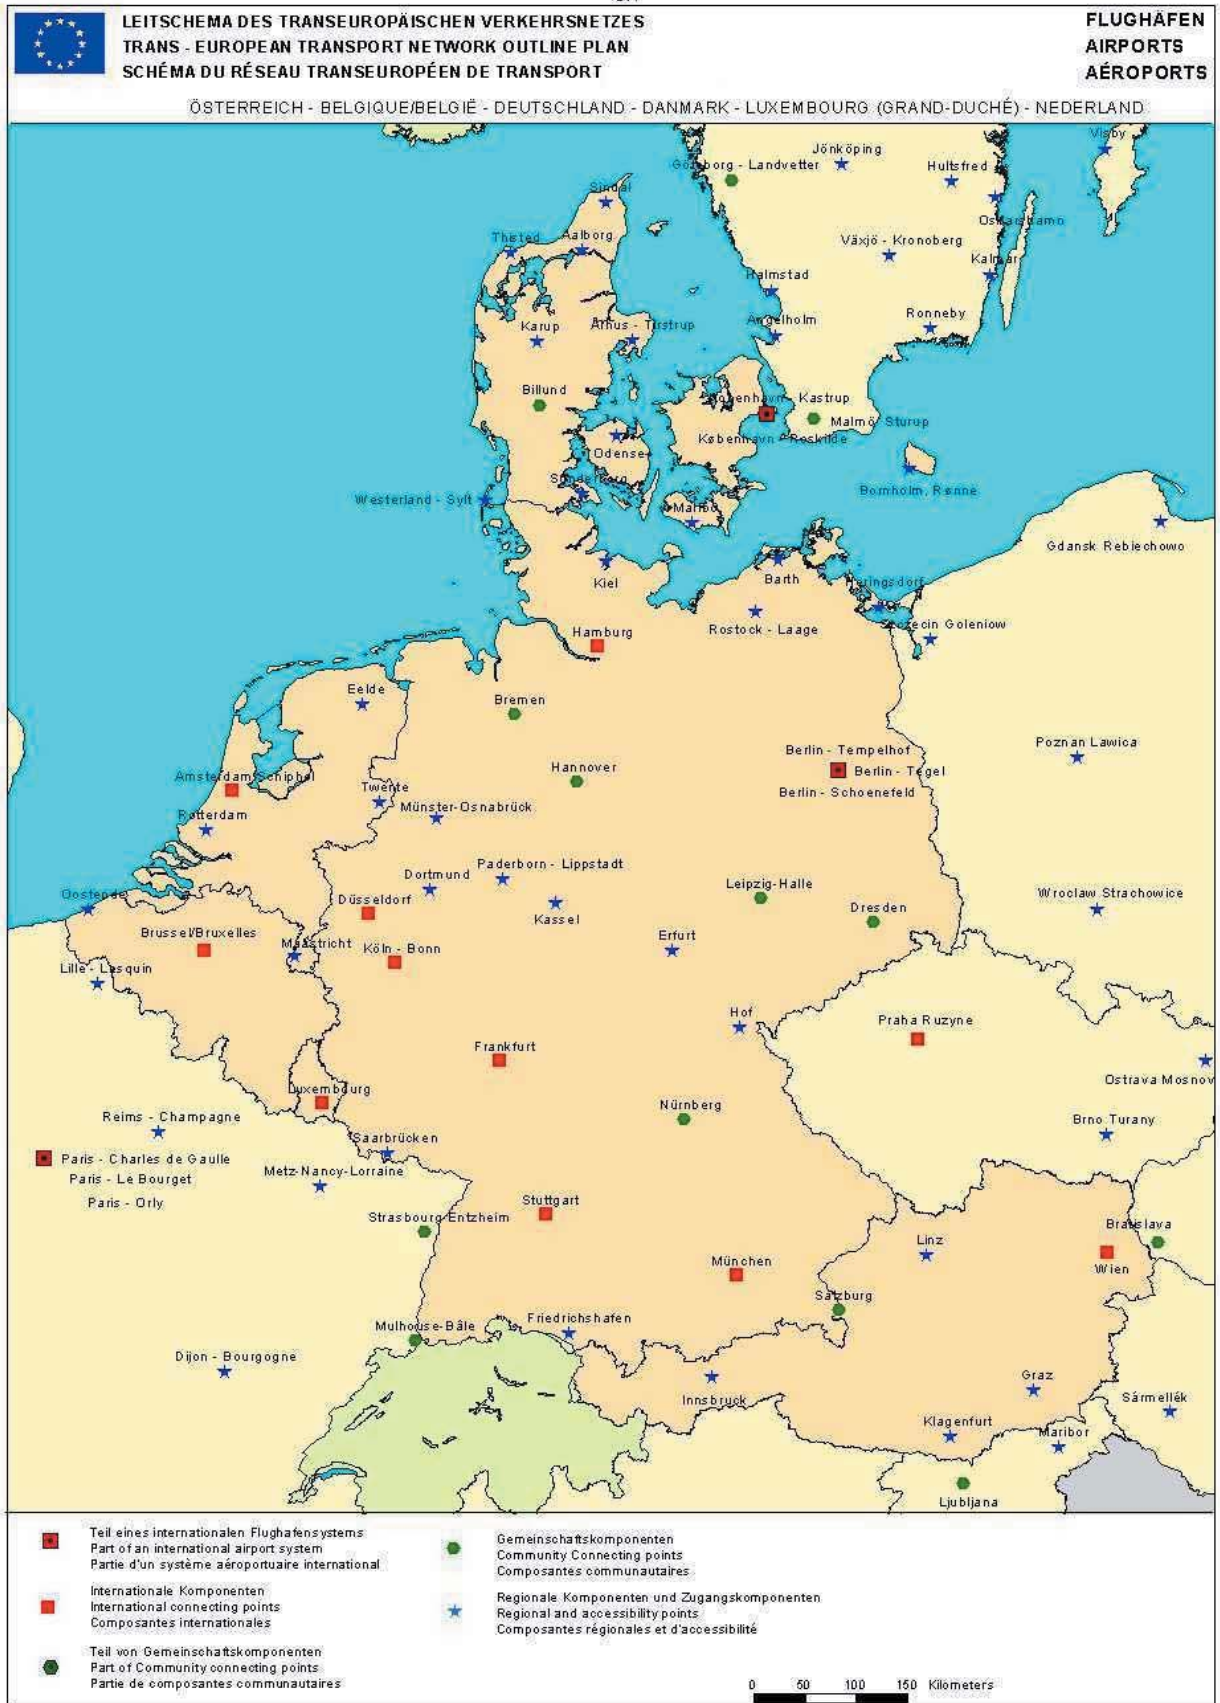 LEITSCHEMA DES TRANSEUROPÄISCHEN VERKEHRSNETZES
TRANS - EUROPEAN TRANSPORT NETWORK OUTLINE PLAN
SCHÉMA DU RÉSEAU TRANSEUROPÉEN DE TRANSPORT
FLUGHÄFEN
AIRPORTS
AÉROPORTS
ÖSTERREICH - BELGIQUE/BELGIË - DEUTSCHLAND - DANMARK - LUXEMBOURG (GRAND-DUCHÉ) - NEDERLAND
Visby
Jönköping
Göteborg - Landvetter
Hultsfred
Sindal
Oskarshamn
Thisted
Aalborg
Växjö - Kronoberg
Kalmar
Halmstad
Ronneby
Ängelholm
Karup
Århus - Tirstrup
Billund
København - Kastrup
Malmö Sturup
København - Roskilde
Odense
Sønderborg
Bornholm, Rønne
Westerland - Sylt
Maribo
Gdansk Rebiechowo
Kiel
Barth
Heringsdorf
Hamburg
Rostock - Laage
Szczecin Goleniow
Eelde
Bremen
Poznan Lawica
Berlin - Tempelhof
Berlin - Tegel
Berlin - Schoenefeld
Hannover
Amsterdam Schiphol
Twente
Münster-Osnabrück
Rotterdam
Paderborn - Lippstadt
Dortmund
Leipzig-Halle
Oostende
Düsseldorf
Kassel
Dresden
Wroclaw Strachowice
Brussel/Bruxelles
Maastricht
Köln - Bonn
Erfurt
Lille - Lesquin
Hof
Praha Ruzyne
Frankfurt
Ostrava Mosnov
Luxembourg
Nürnberg
Reims - Champagne
Brno Turany
Saarbrücken
Paris - Charles de Gaulle
Paris - Le Bourget
Paris - Orly
Metz-Nancy-Lorraine
Stuttgart
Strasbourg Entzheim
Bratislava
Linz
München
Wien
Salzburg
Friedrichshafen
Mulhouse-Bâle
Dijon - Bourgogne
Innsbruck
Graz
Sármellék
Klagenfurt
Maribor
Ljubljana
Teil eines internationalen Flughafensystems
Part of an international airport system
Partie d'un système aéroportuaire international
Internationale Komponenten
International connecting points
Composantes internationales
Teil von Gemeinschaftskomponenten
Part of Community connecting points
Partie de composantes communautaires
Gemeinschaftskomponenten
Community Connecting points
Composantes communautaires
Regionale Komponenten und Zugangskomponenten
Regional and accessibility points
Composantes régionales et d'accessibilité
0 50 100 150 Kilometers